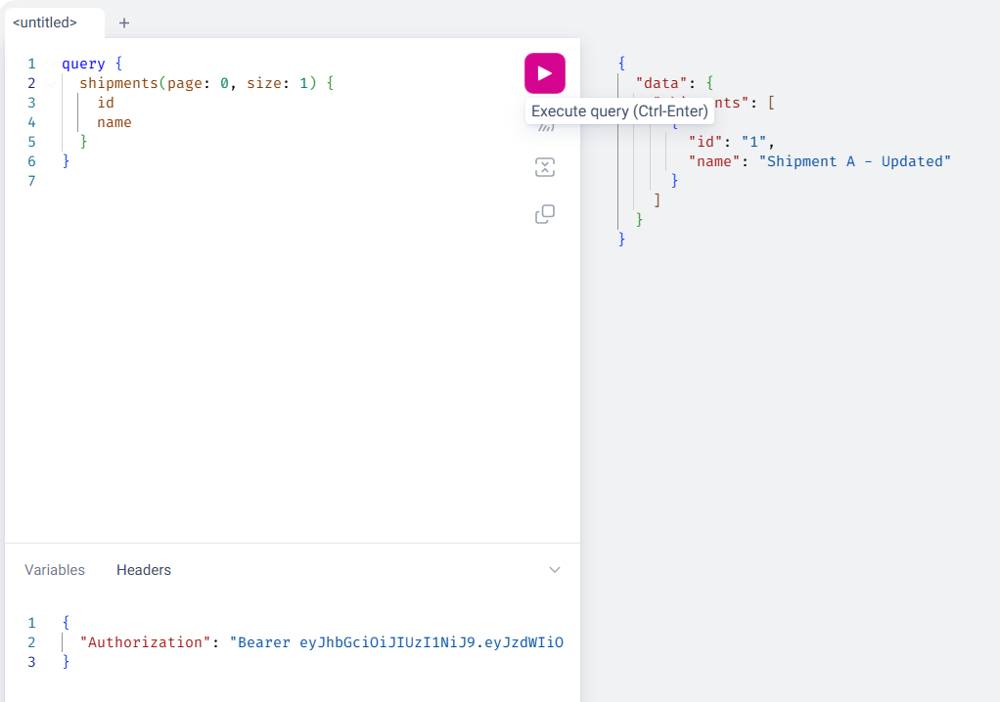 <untitled>
+
1 query {
2 shipments(page: 0, size: 1) {
3 id
4 name
5 }
6 }
7
Execute query (Ctrl-Enter)
{
"data": {
nts": [
{
"id": "1",
"name": "Shipment A - Updated"
}
]
}
}
Variables Headers
1 {
2 "Authorization": "Bearer eyJhbGciOiJIUzI1NiJ9.eyJzdWIiO
3 }